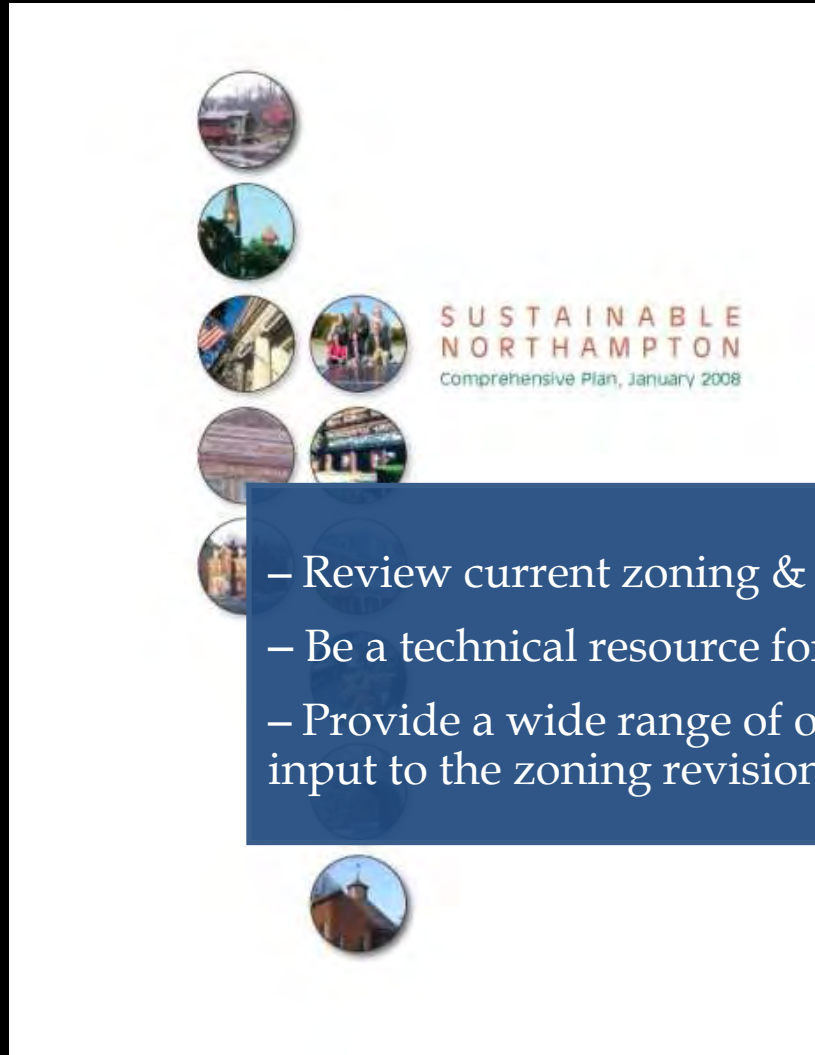 SUSTAINABLE
NORTHAMPTON
Comprehensive Plan, January 2008
– Review current zoning &
– Be a technical resource for
– Provide a wide range of o
input to the zoning revision